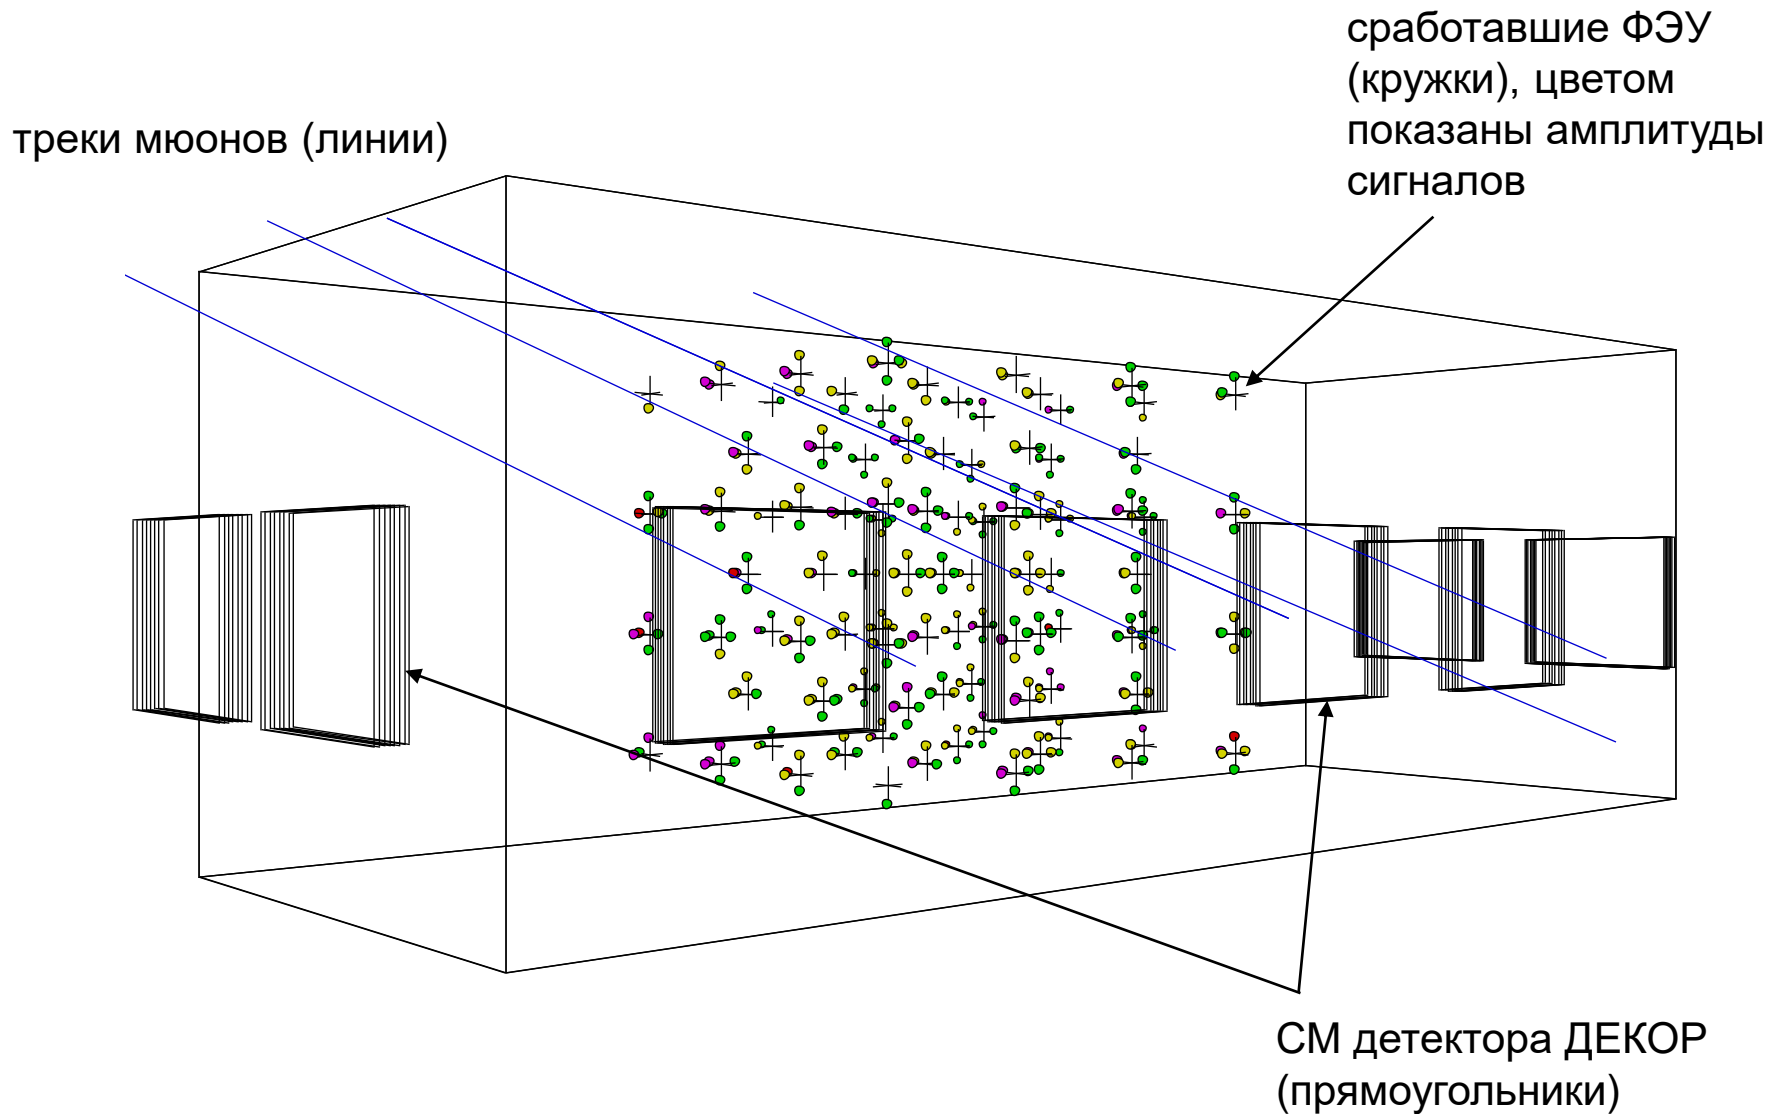 сработавшие ФЭУ
(кружки), цветом
показаны амплитуды
сигналов
треки мюонов (линии)
СМ детектора ДЕКОР
(прямоугольники)